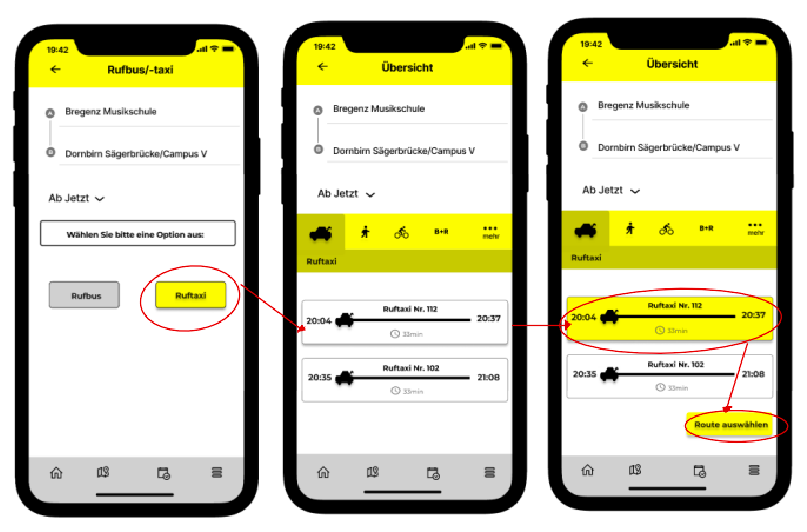 19:42
Rufbus/-taxi
A
Bregenz Musikschule
B
Dornbirn Sägerbrücke/Campus V
Ab Jetzt
Wählen Sie bitte eine Option aus:
Rufbus
Ruftaxi
19:42
Übersicht
A
Bregenz Musikschule
B
Dornbirn Sägerbrücke/Campus V
Ab Jetzt
B+R
mehr
Ruftaxi
Ruftaxi Nr. 112
20:04
20:37
33min
Ruftaxi Nr. 102
20:35
21:08
33min
19:42
Übersicht
A
Bregenz Musikschule
B
Dornbirn Sägerbrücke/Campus V
Ab Jetzt
B+R
mehr
Ruftaxi
Ruftaxi Nr. 112
20:04
20:37
33min
Ruftaxi Nr. 102
20:35
21:08
33min
Route auswählen